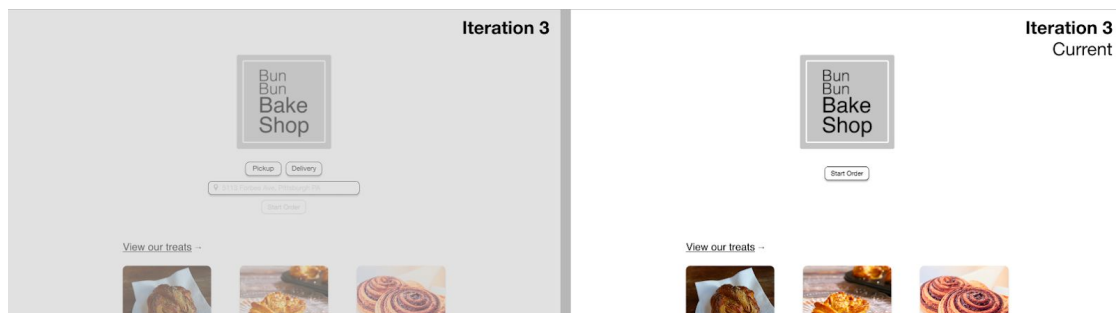 Iteration 3
Bun
Bun
Bake
Shop
Pickup Delivery
Start Order
View our treats →
Iteration 3
Current
Bun
Bun
Bake
Shop
Start Order
View our treats →